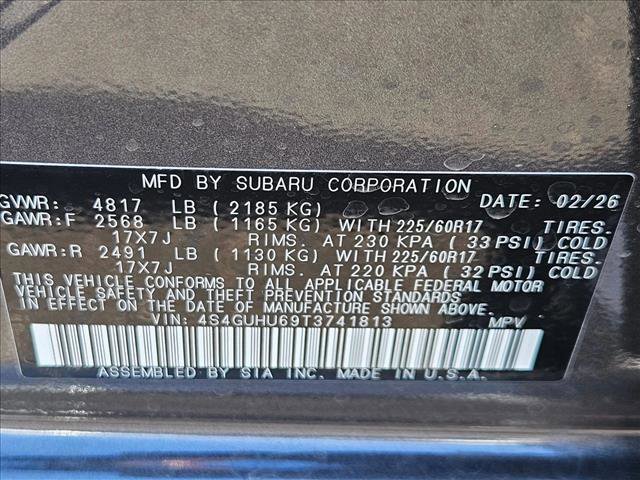 MFD BY SUBARU CORPORATION DATE: 02/26
GVWR: 4817 LB ( 2185 KG)
GAWR:F 2568 LB ( 1165 KG) WITH 225/60R17 TIRES.
17X7J RIMS. AT 230 KPA ( 33 PSI) COLD
GAWR:R 2491 LB ( 1130 KG) WITH 225/60R17 TIRES.
17X7J RIMS. AT 220 KPA ( 32 PSI) COLD
THIS VEHICLE CONFORMS TO ALL APPLICABLE FEDERAL MOTOR
VEHICLE SAFETY AND THEFT PREVENTION STANDARDS
IN EFFECT ON THE DATE OF MANUFACTURE SHOWN ABOVE.
VIN: 4S4GUHU69T3741813 MPV
ASSEMBLED BY SIA INC. MADE IN U.S.A.